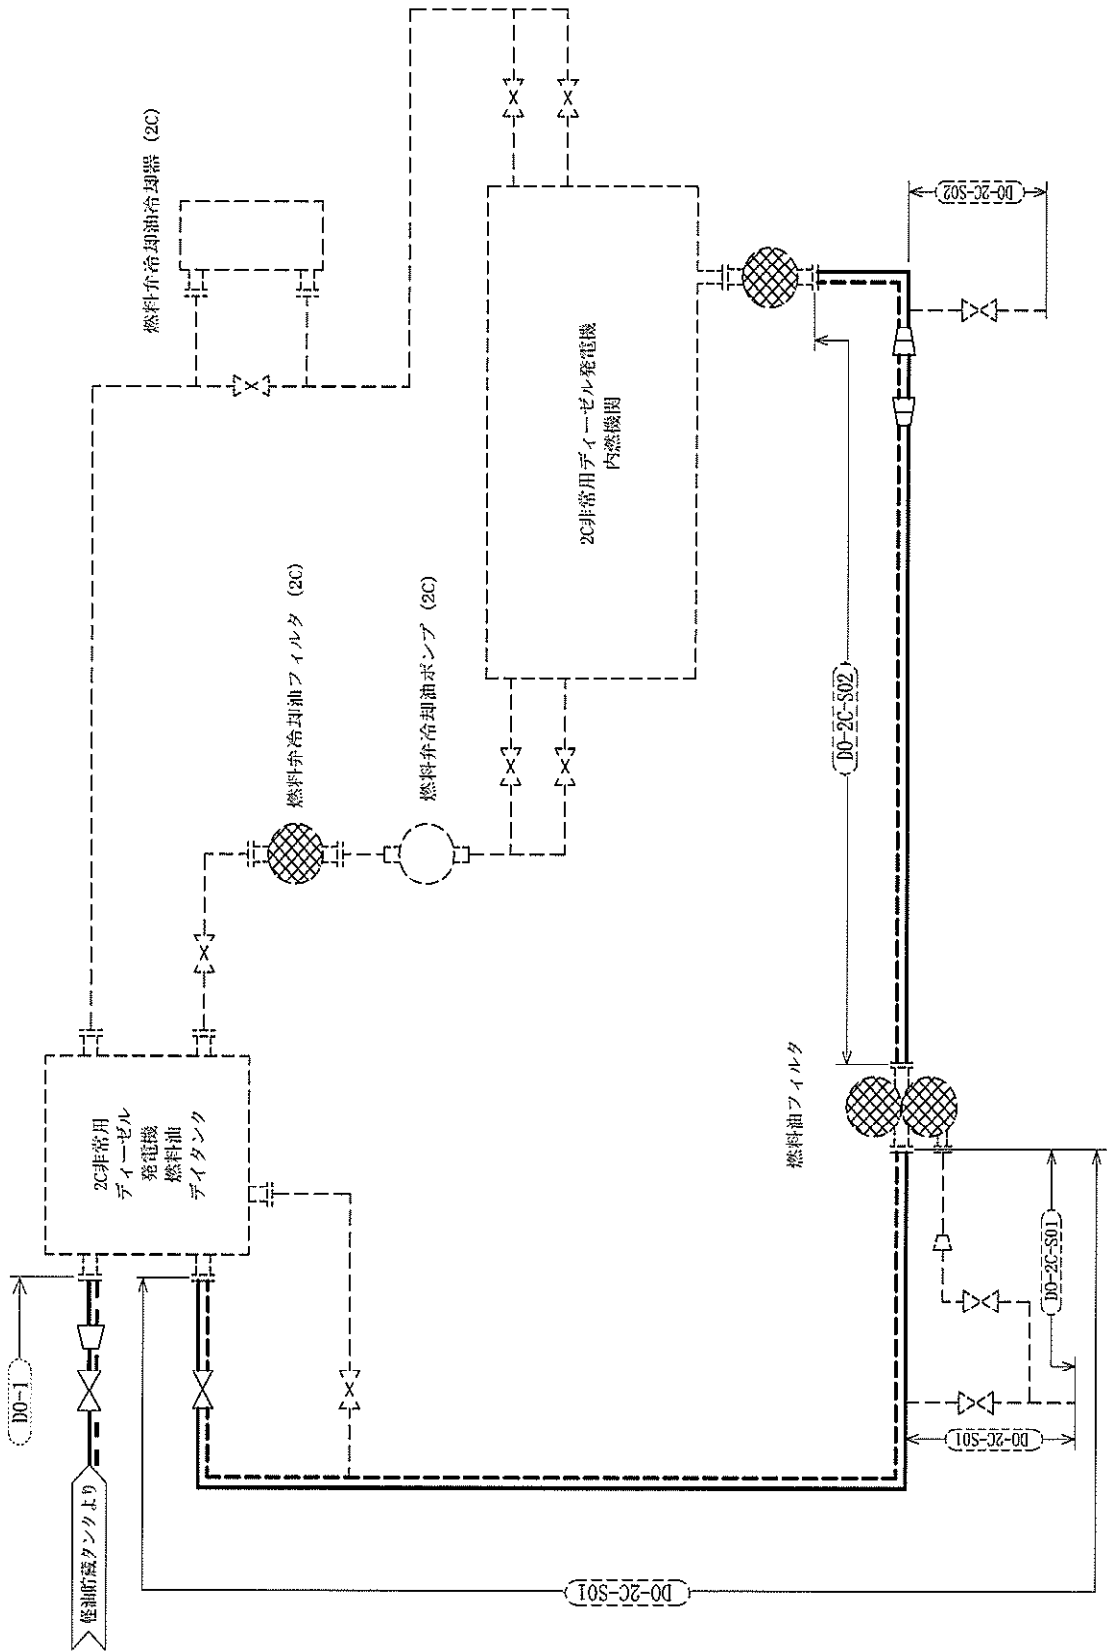 軽油貯蔵タンクより
DO-1
2C非常用
ディーゼル
発電機
燃料油
デイタンク
燃料弁冷却油冷却器 (2C)
燃料弁冷却油フィルタ (2C)
燃料弁冷却油ポンプ (2C)
2C非常用ディーゼル発電機
内燃機関
DO-2C-S02
DO-2C-S02
燃料油フィルタ
DO-2C-S01
DO-2C-S01
DO-2C-S01